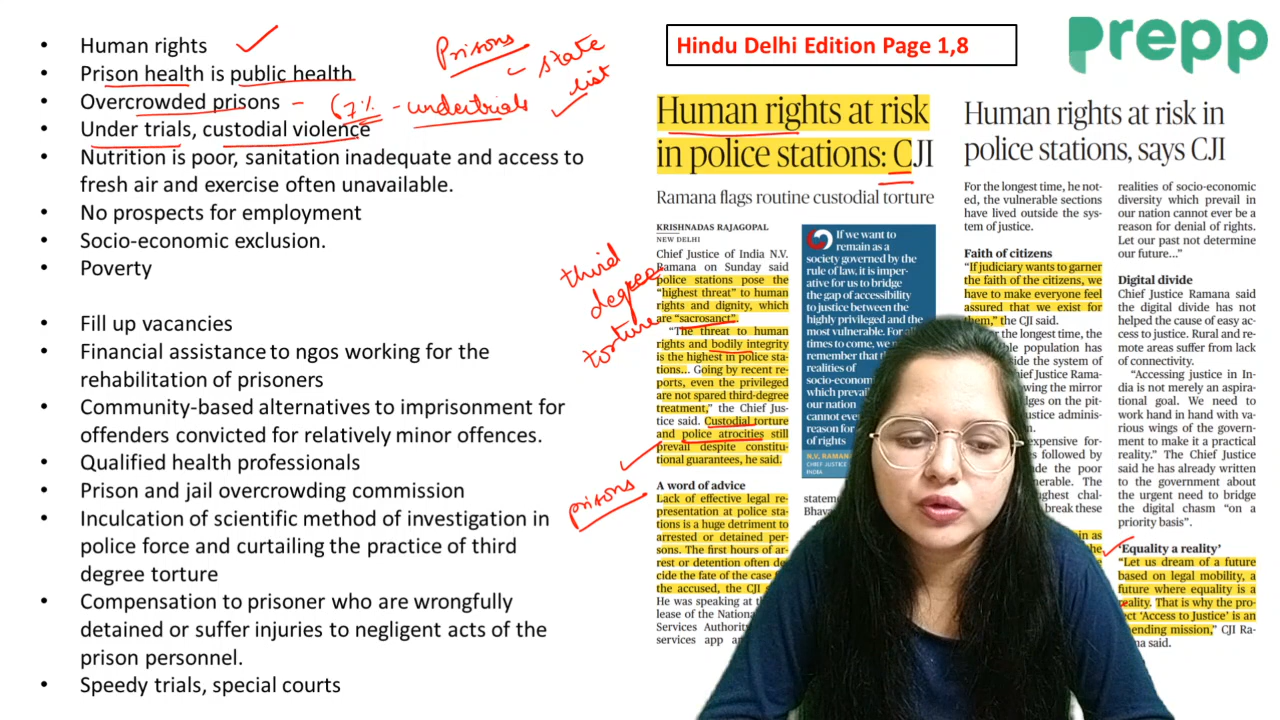 • Human rights
• Prison health is public health
• Overcrowded prisons - 67% - undertrials
• Under trials, custodial violence
• Nutrition is poor, sanitation inadequate and access to
fresh air and exercise often unavailable.
• No prospects for employment
• Socio-economic exclusion.
• Poverty
• Fill up vacancies
• Financial assistance to ngos working for the
rehabilitation of prisoners
• Community-based alternatives to imprisonment for
offenders convicted for relatively minor offences.
• Qualified health professionals
• Prison and jail overcrowding commission
• Inculcation of scientific method of investigation in
police force and curtailing the practice of third
degree torture
• Compensation to prisoner who are wrongfully
detained or suffer injuries to negligent acts of the
prison personnel.
• Speedy trials, special courts
Prisons
state
list
third
degree
torture
prisons
Hindu Delhi Edition Page 1,8
prepp
Human rights at risk
in police stations: CJI
Ramana flags routine custodial torture
KRISHNADAS RAJAGOPAL
NEW DELHI
Chief Justice of India N.V.
Ramana on Sunday said
police stations pose the
"highest threat" to human
rights and dignity, which
are "sacrosanct".
"The threat to human
rights and bodily integrity
is the highest in police sta-
tions... Going by recent re-
ports, even the privileged
are not spared third-degree
treatment," the Chief Jus-
tice said. Custodial torture
and police atrocities still
prevail despite constitu-
tional guarantees, he said.
A word of advice
Lack of effective legal re-
presentation at police sta-
tions is a huge detriment to
arrested or detained per-
sons. The first hours of ar-
rest or detention often de-
cide the fate of the case
the accused, the CJI
He was speaking at the
lease of the National
Services Authority
services app
If we want to
remain as a
society governed by the
rule of law, it is imper-
ative for us to bridge
the gap of accessibility
to justice between the
highly privileged and the
most vulnerable. For all
times to come, we
remember that
realities of
socio-econom
which prevail
our nation
cannot ever
reason for
of rights
N.V. RAMANA
CHIEF JUSTICE
INDIA
Human rights at risk in
police stations, says CJI
For the longest time, he not-
ed, the vulnerable sections
have lived outside the sys-
tem of justice.
Faith of citizens
"If judiciary wants to garner
the faith of the citizens, we
have to make everyone feel
assured that we exist for
them," the CJI said.
the longest time, the
population has
the system of
realities of socio-economic
diversity which prevail in
our nation cannot ever be a
reason for denial of rights.
Let our past not determine
our future..."
Digital divide
Chief Justice Ramana said
the digital divide has not
helped the cause of easy ac-
cess to justice. Rural and re-
mote areas suffer from lack
of connectivity.
"Accessing justice in In-
dia is not merely an aspira-
tional goal. We need to
work hand in hand with va-
rious wings of the govern-
ment to make it a practical
reality." The Chief Justice
said he has already written
to the government about
the urgent need to bridge
the digital chasm "on a
priority basis".
'Equality a reality'
"Let us dream of a future
based on legal mobility, a
future where equality is a
reality. That is why the pro-
ject 'Access to Justice' is an
unending mission," CJI Ra-
mana said.